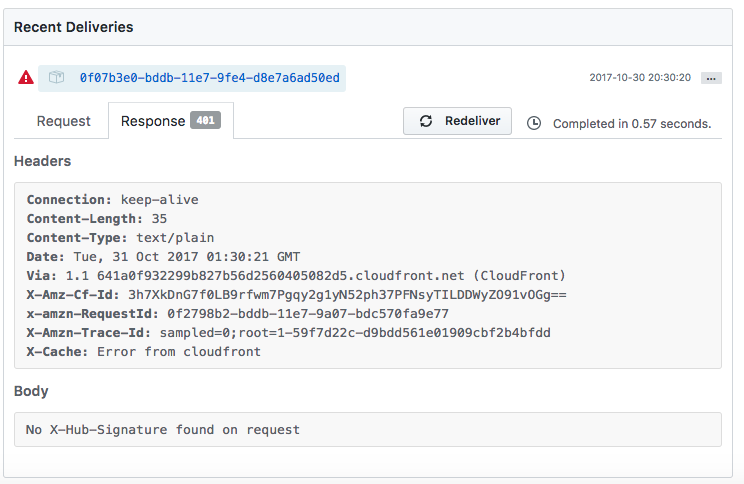 Recent Deliveries
0f07b3e0-bddb-11e7-9fe4-d8e7a6ad50ed 2017-10-30 20:30:20 ...
Request Response 401 Redeliver Completed in 0.57 seconds.
Headers
Connection: keep-alive
Content-Length: 35
Content-Type: text/plain
Date: Tue, 31 Oct 2017 01:30:21 GMT
Via: 1.1 641a0f932299b827b56d2560405082d5.cloudfront.net (CloudFront)
X-Amz-Cf-Id: 3h7XkDnG7f0LB9rfwm7Pgqy2g1yN52ph37PFNsyTILDDWyZO91vOGg==
x-amzn-RequestId: 0f2798b2-bddb-11e7-9a07-bdc570fa9e77
X-Amzn-Trace-Id: sampled=0;root=1-59f7d22c-d9bdd561e01909cbf2b4bfdd
X-Cache: Error from cloudfront
Body
No X-Hub-Signature found on request